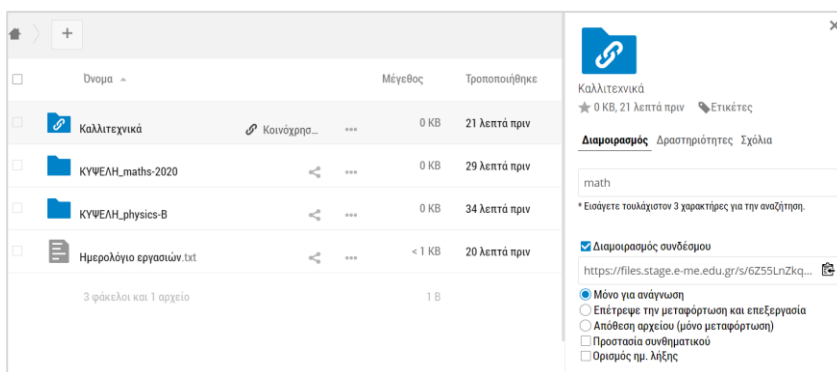 Όνομα
Μέγεθος
Τροποποιήθηκε
Καλλιτεχνικά
Κοινόχρησ...
0 KB
21 λεπτά πριν
ΚΥΨΕΛΗ_maths-2020
0 KB
29 λεπτά πριν
ΚΥΨΕΛΗ_physics-B
0 KB
34 λεπτά πριν
Ημερολόγιο εργασιών.txt
< 1 KB
20 λεπτά πριν
3 φάκελοι και 1 αρχείο
1 B
Καλλιτεχνικά
0 KB, 21 λεπτά πριν
Ετικέτες
Διαμοιρασμός Δραστηριότητες Σχόλια
math
* Εισάγετε τουλάχιστον 3 χαρακτήρες για την αναζήτηση.
Διαμοιρασμός συνδέσμου
https://files.stage.e-me.edu.gr/s/6Z55LnZkq...
Μόνο για ανάγνωση
Επέτρεψε την μεταφόρτωση και επεξεργασία
Απόθεση αρχείου (μόνο μεταφόρτωση)
Προστασία συνθηματικού
Ορισμός ημ. λήξης